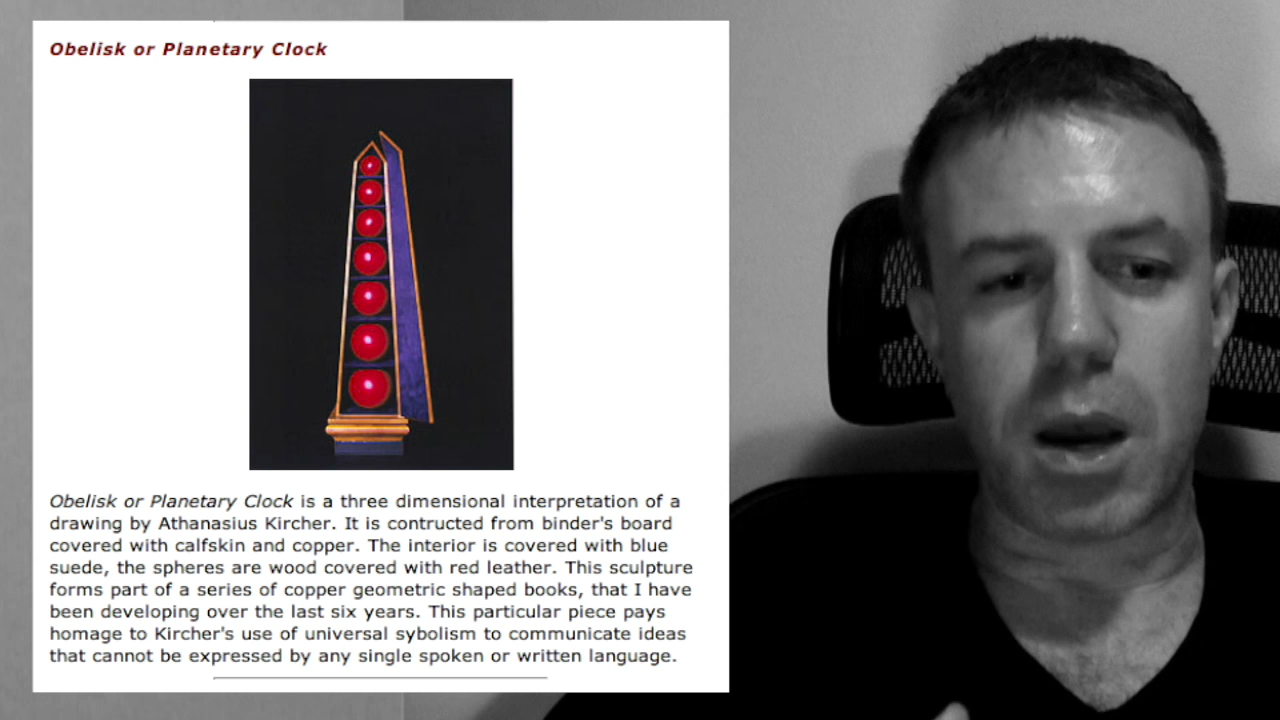 Obelisk or Planetary Clock
Obelisk or Planetary Clock is a three dimensional interpretation of a
drawing by Athanasius Kircher. It is contructed from binder's board
covered with calfskin and copper. The interior is covered with blue
suede, the spheres are wood covered with red leather. This sculpture
forms part of a series of copper geometric shaped books, that I have
been developing over the last six years. This particular piece pays
homage to Kircher's use of universal sybolism to communicate ideas
that cannot be expressed by any single spoken or written language.